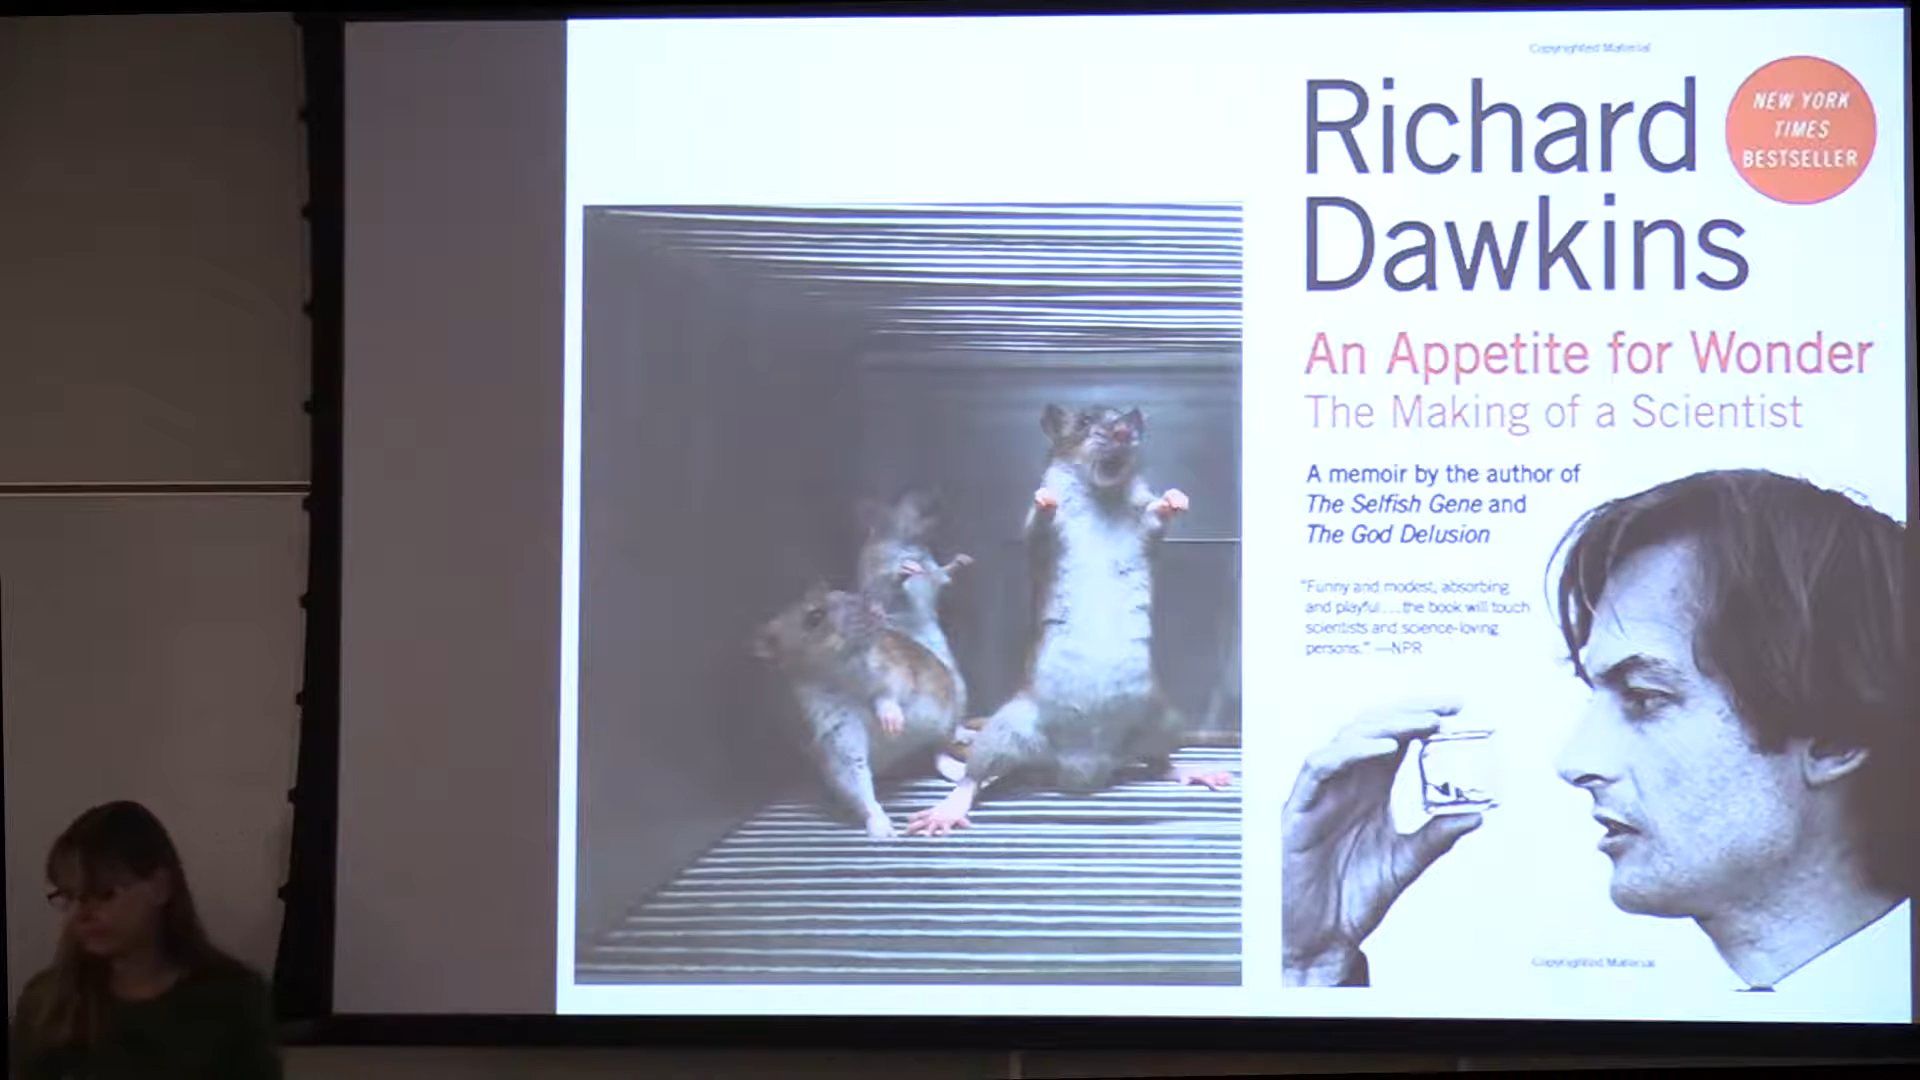 Copyrighted Material
Richard
Dawkins
NEW YORK
TIMES
BESTSELLER
An Appetite for Wonder
The Making of a Scientist
A memoir by the author of
The Selfish Gene and
The God Delusion
"Funny and modest, absorbing
and playful...the book will touch
scientists and science-loving
persons." —NPR
Copyrighted Material